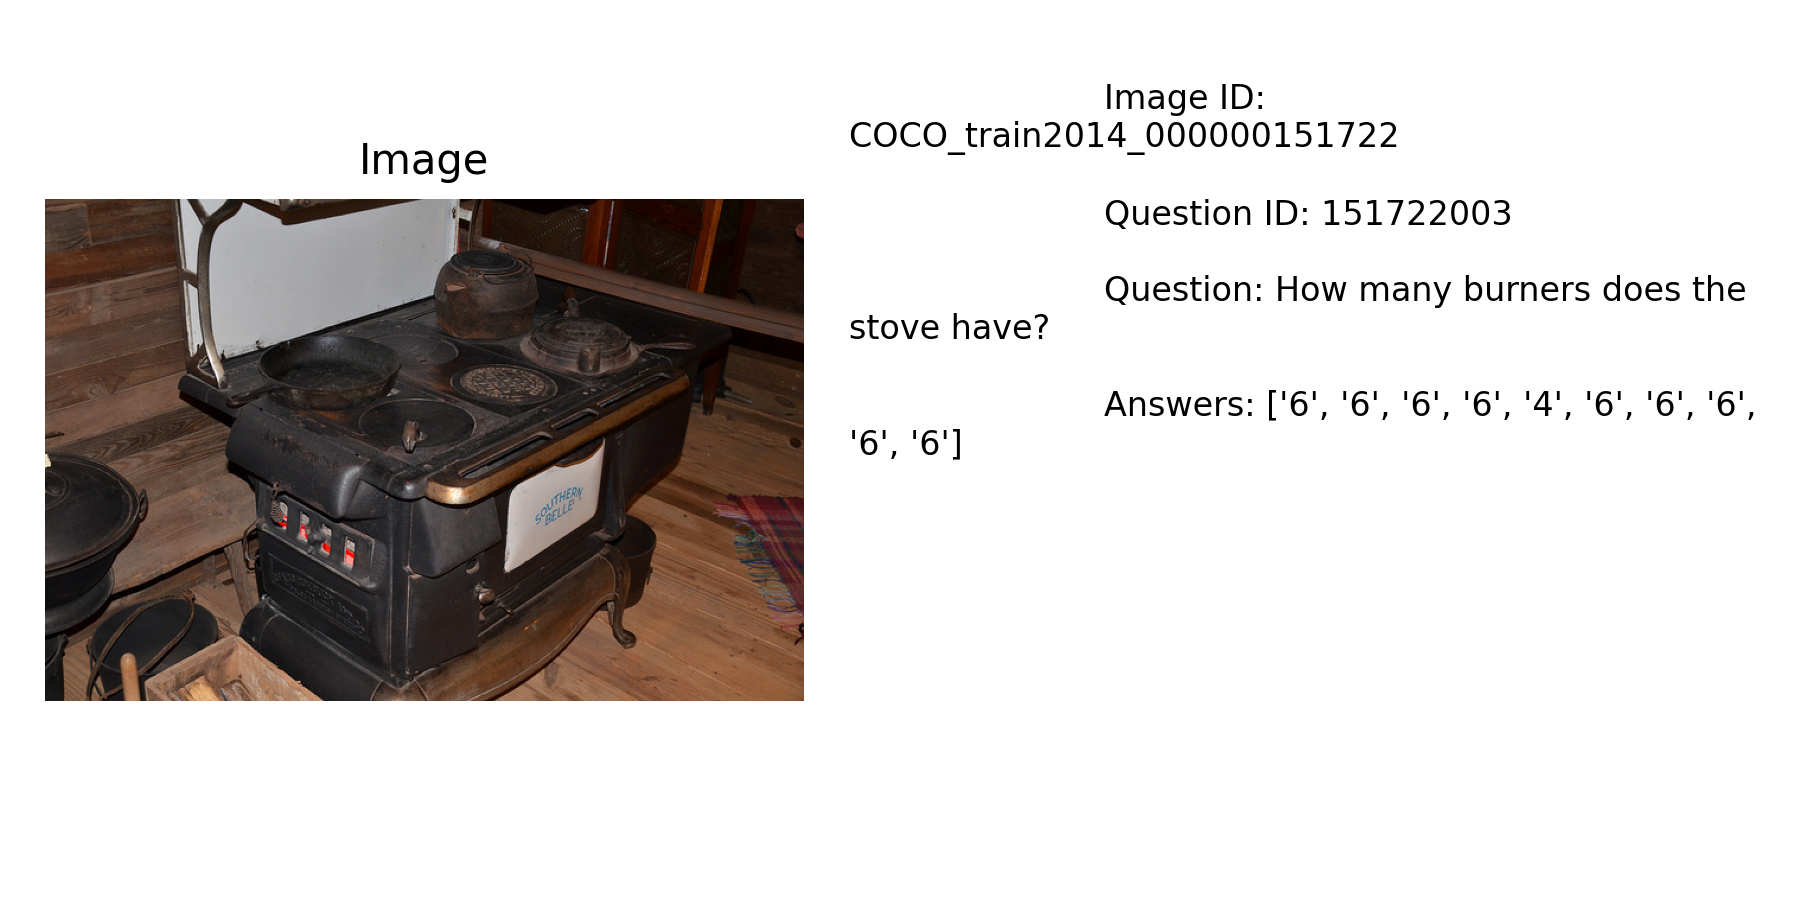 Image
Image ID:
COCO_train2014_000000151722
Question ID: 151722003
Question: How many burners does the
stove have?
Answers: ['6', '6', '6', '6', '4', '6', '6', '6',
'6', '6']
SOUTHERN
BELLE